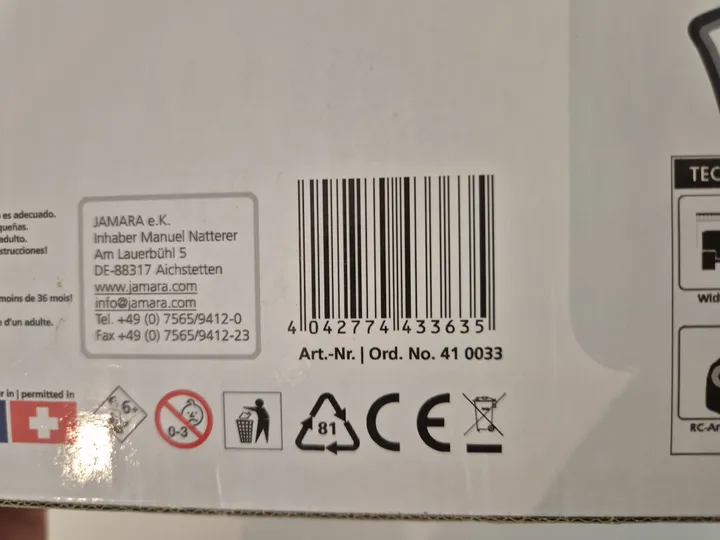 es adecuado.
queñas.
adulto.
strucciones!
moins de 36 mois!
d'un adulte.
JAMARA e.K.
Inhaber Manuel Natterer
Am Lauerbühl 5
DE-88317 Aichstetten
www.jamara.com
info@jamara.com
Tel. +49 (0) 7565/9412-0
Fax +49 (0) 7565/9412-23
4 042774 433635
Art.-Nr. | Ord. No. 41 0033
r in | permitted in
6+
0-3
81
CE
TEC
Wid
RC-An